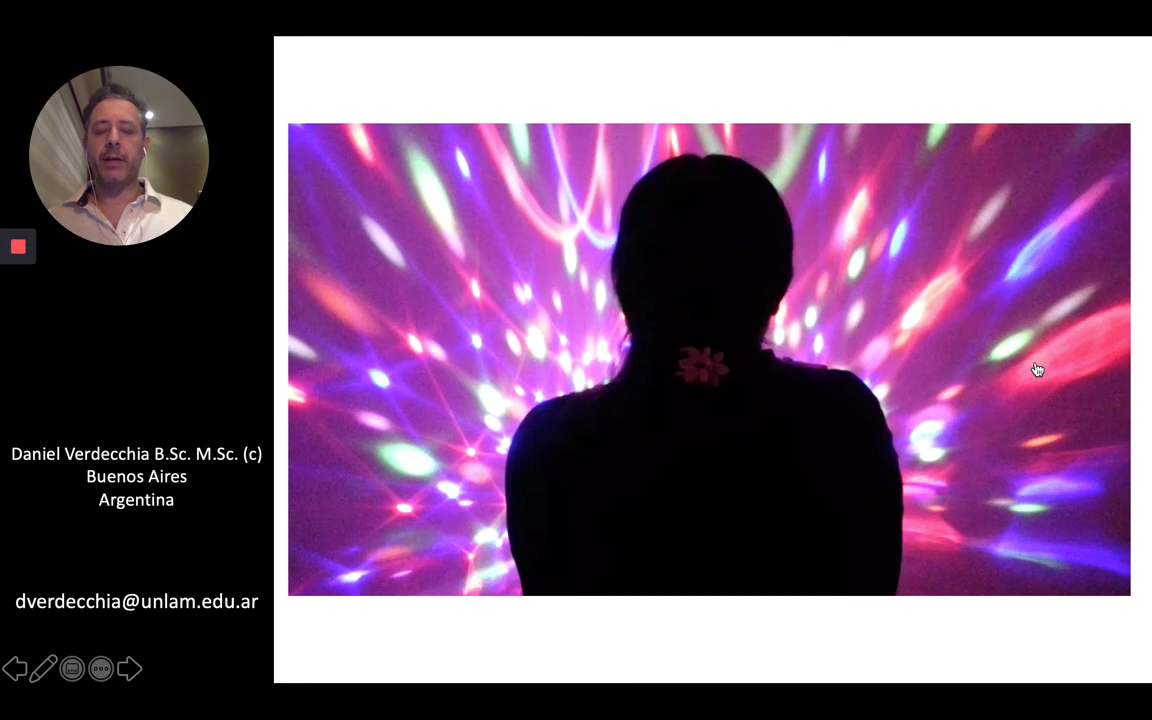 Daniel Verdecchia B.Sc. M.Sc. (c)
Buenos Aires
Argentina
dverdecchia@unlam.edu.ar